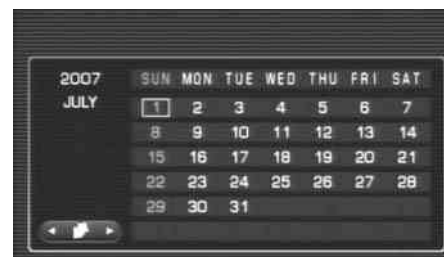 2007 SUN MON TUE WED THU FRI SAT
JULY 1 2 3 4 5 6 7
8 9 10 11 12 13 14
15 16 17 18 19 20 21
22 23 24 25 26 27 28
29 30 31